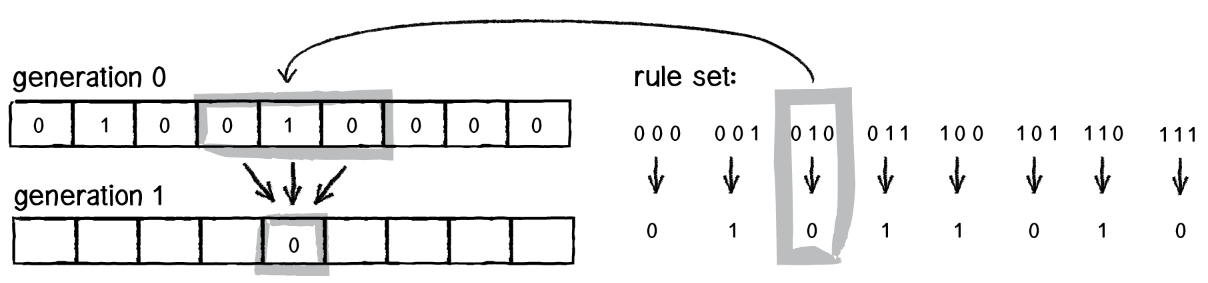 generation 0
0 1 0 0 1 0 0 0 0
generation 1
0
rule set:
000 001 010 011 100 101 110 111
0 1 0 1 1 0 1 0